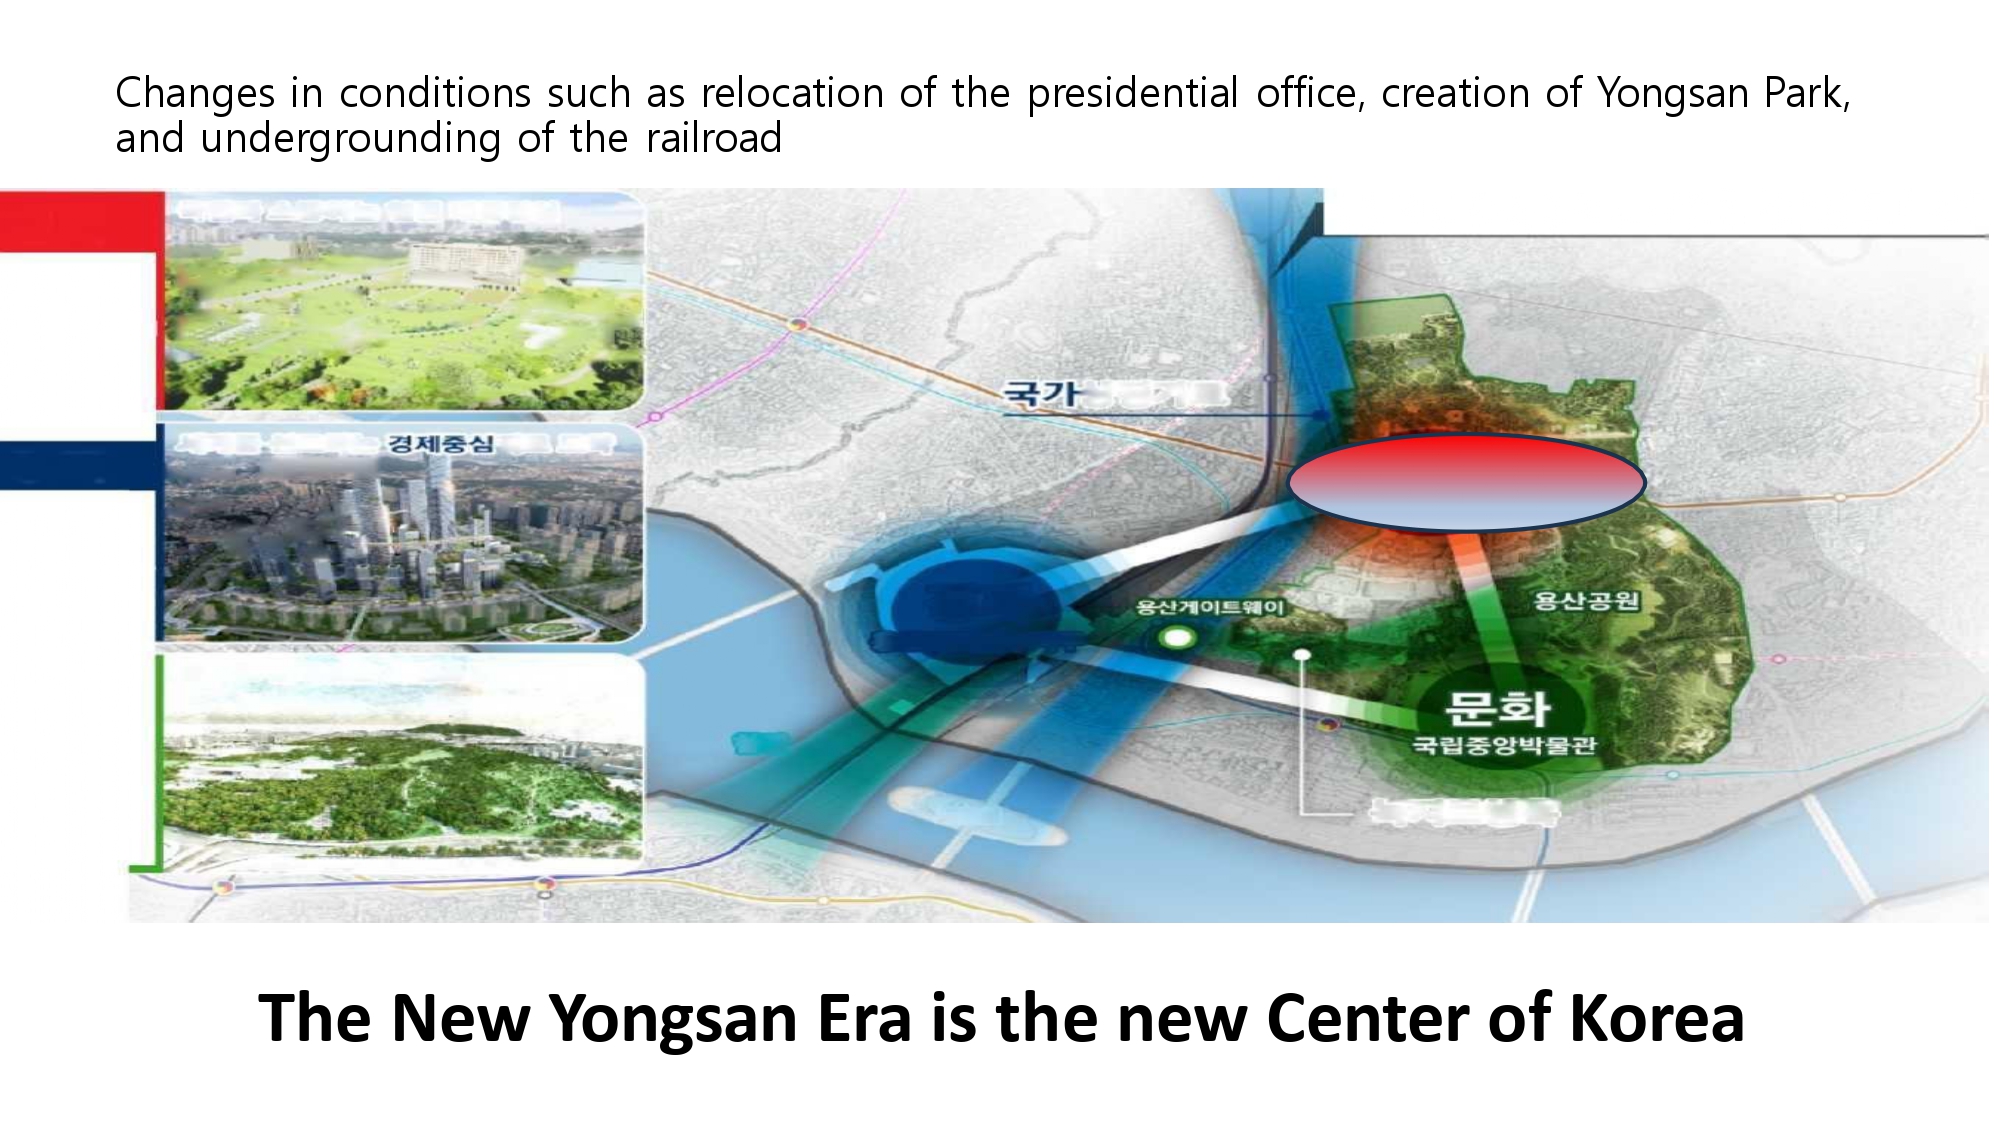 Changes in conditions such as relocation of the presidential office, creation of Yongsan Park,
and undergrounding of the railroad
국가
경제중심
용산게이트웨이
용산공원
문화
국립중앙박물관
The New Yongsan Era is the new Center of Korea